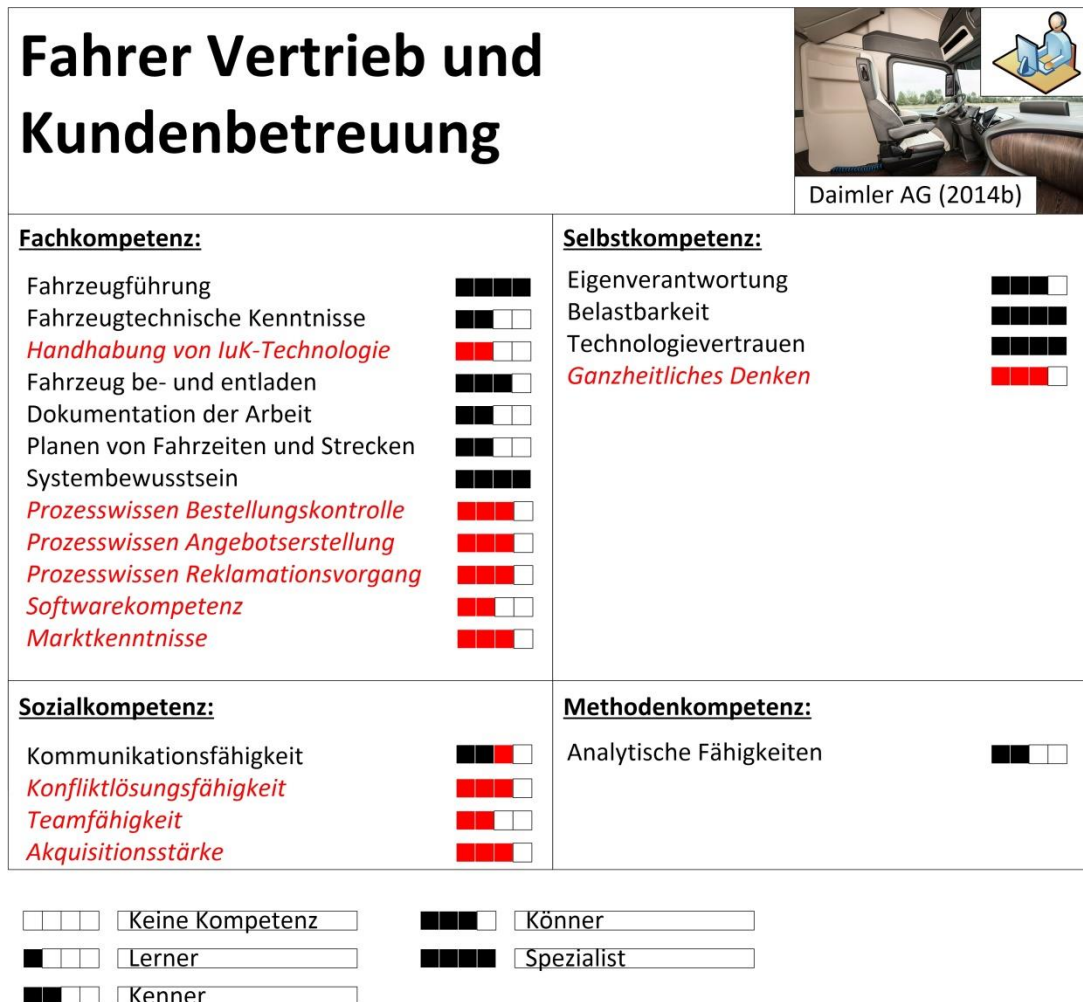 Fahrer Vertrieb und
Kundenbetreuung
Daimler AG (2014b)
Fachkompetenz:
Fahrzeugführung
Fahrzeugtechnische Kenntnisse
Handhabung von IuK-Technologie
Fahrzeug be- und entladen
Dokumentation der Arbeit
Planen von Fahrzeiten und Strecken
Systembewusstsein
Prozesswissen Bestellungskontrolle
Prozesswissen Angebotserstellung
Prozesswissen Reklamationsvorgang
Softwarekompetenz
Marktkenntnisse
Selbstkompetenz:
Eigenverantwortung
Belastbarkeit
Technologievertrauen
Ganzheitliches Denken
Sozialkompetenz:
Kommunikationsfähigkeit
Konfliktlösungsfähigkeit
Teamfähigkeit
Akquisitionsstärke
Methodenkompetenz:
Analytische Fähigkeiten
Keine Kompetenz
Lerner
Kenner
Könner
Spezialist